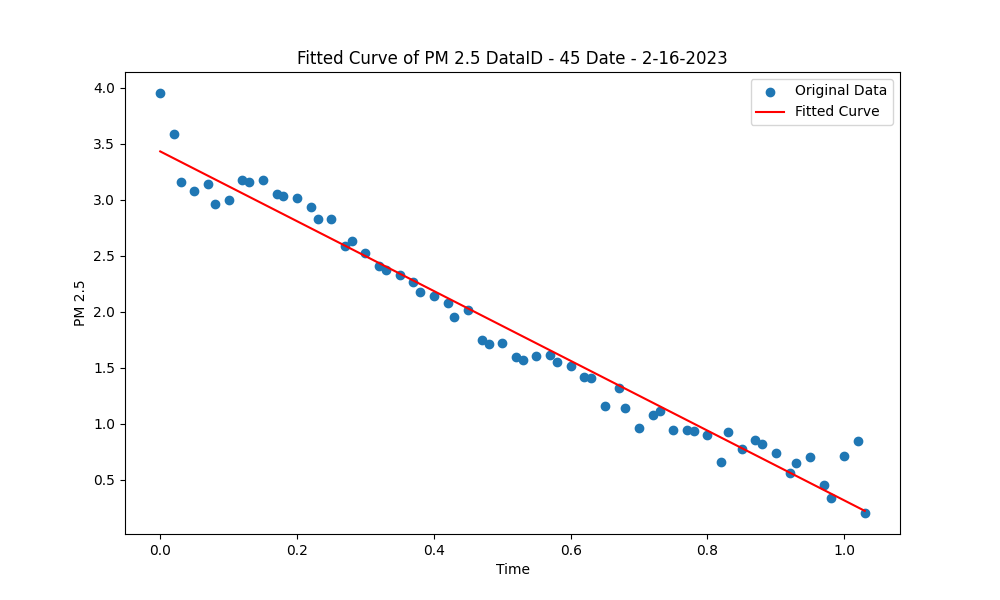 Fitted Curve of PM 2.5 DataID - 45 Date - 2-16-2023
Original Data
Fitted Curve
4.0
3.5
3.0
2.5
2.0
1.5
1.0
0.5
PM 2.5
0.0 0.2 0.4 0.6 0.8 1.0
Time